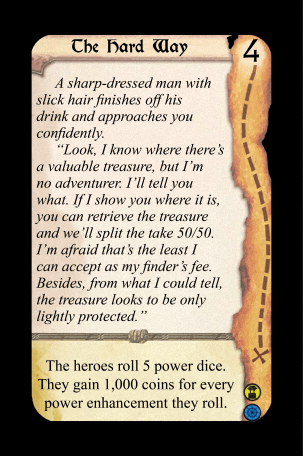 The Hard Way
4
A sharp-dressed man with
slick hair finishes off his
drink and approaches you
confidently.
"Look, I know where there's
a valuable treasure, but I'm
no adventurer. I'll tell you
what. If I show you where it is,
you can retrieve the treasure
and we'll split the take 50/50.
I'm afraid that's the least I
can accept as my finder's fee.
Besides, from what I could tell,
the treasure looks to be only
lightly protected."
The heroes roll 5 power dice.
They gain 1,000 coins for every
power enhancement they roll.